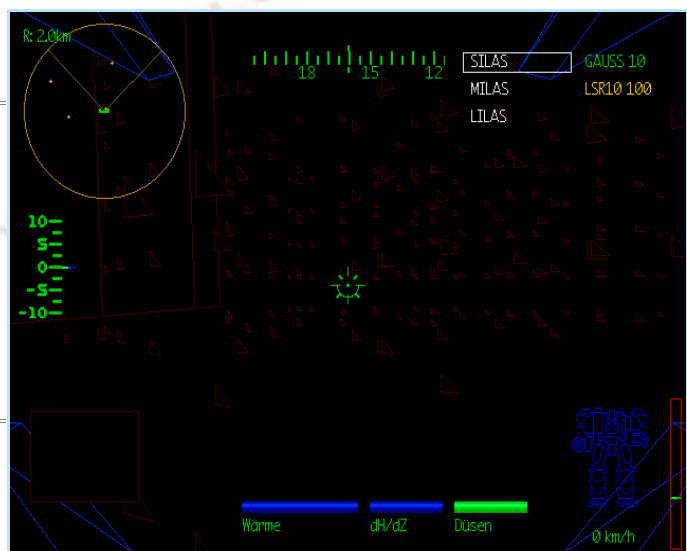 R: 2.0km
18 15 12
SILAS GAUSS 10
MILAS LSR10 100
LILAS
10
5
0
-5
-10
Wärme dH/dZ Düsen
0 km/h